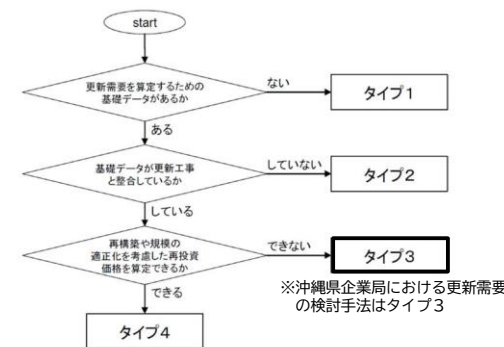 start
更新需要を算定するための
基礎データがあるか
ない
タイプ1
ある
基礎データが更新工事
と整合しているか
していない
タイプ2
している
再構築や規模の
適正化を考慮した再投資
価格を算定できるか
できない
タイプ3
※沖縄県企業局における更新需要
の検討手法はタイプ3
できる
タイプ4